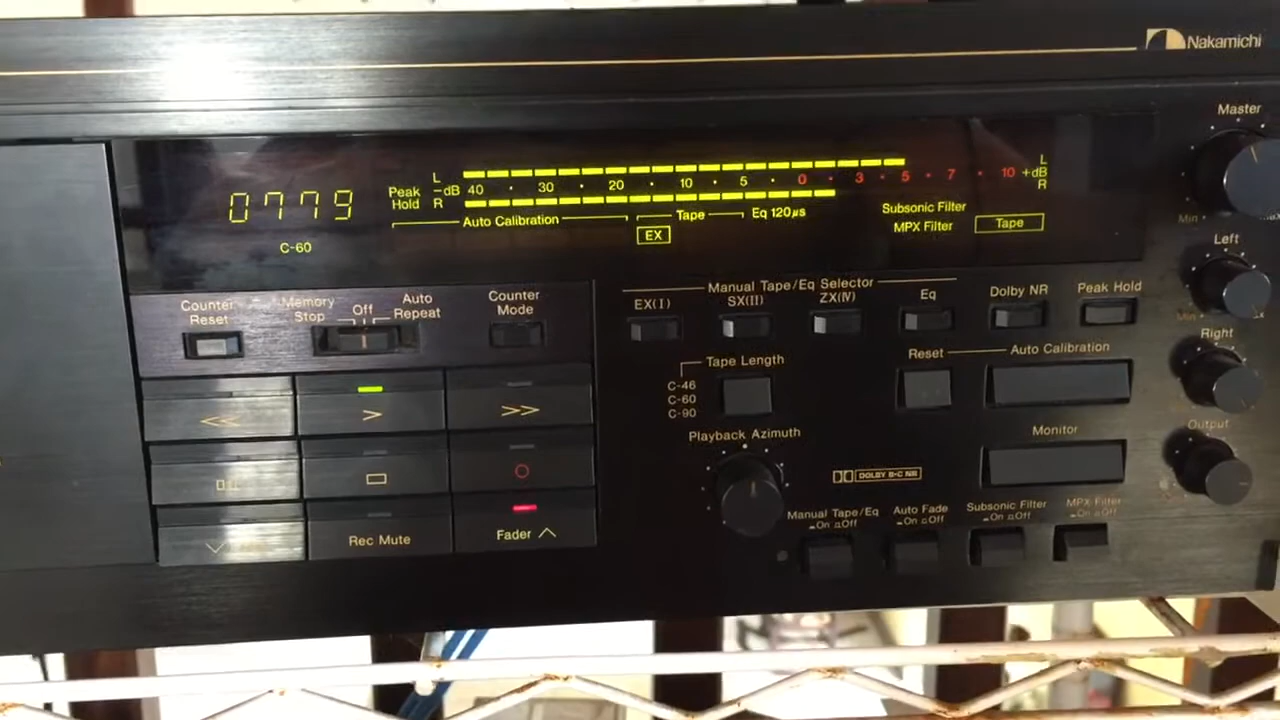 Nakamichi
Master
Min
L
Peak -dB 40 · 30 · 20 · 10 · 5 · 0 · 3 · 5 · 7 · 10 +dB
Hold R
R
0779
Auto Calibration
Tape
Eq 120μs
EX
Subsonic Filter
MPX Filter
Tape
C-60
Left
Min
Counter
Reset
Memory
Stop
Off
Auto
Repeat
Counter
Mode
Manual Tape/Eq Selector
EX(I)
SX(II)
ZX(IV)
Eq
Dolby NR
Peak Hold
Right
Tape Length
C-46
C-60
C-90
Reset
Auto Calibration
<<
>
>>
Playback Azimuth
Monitor
Output
DOLBY B-C NR
Manual Tape/Eq
On Off
Auto Fade
On Off
Subsonic Filter
On Off
MPX Filter
On Off
Rec Mute
Fader